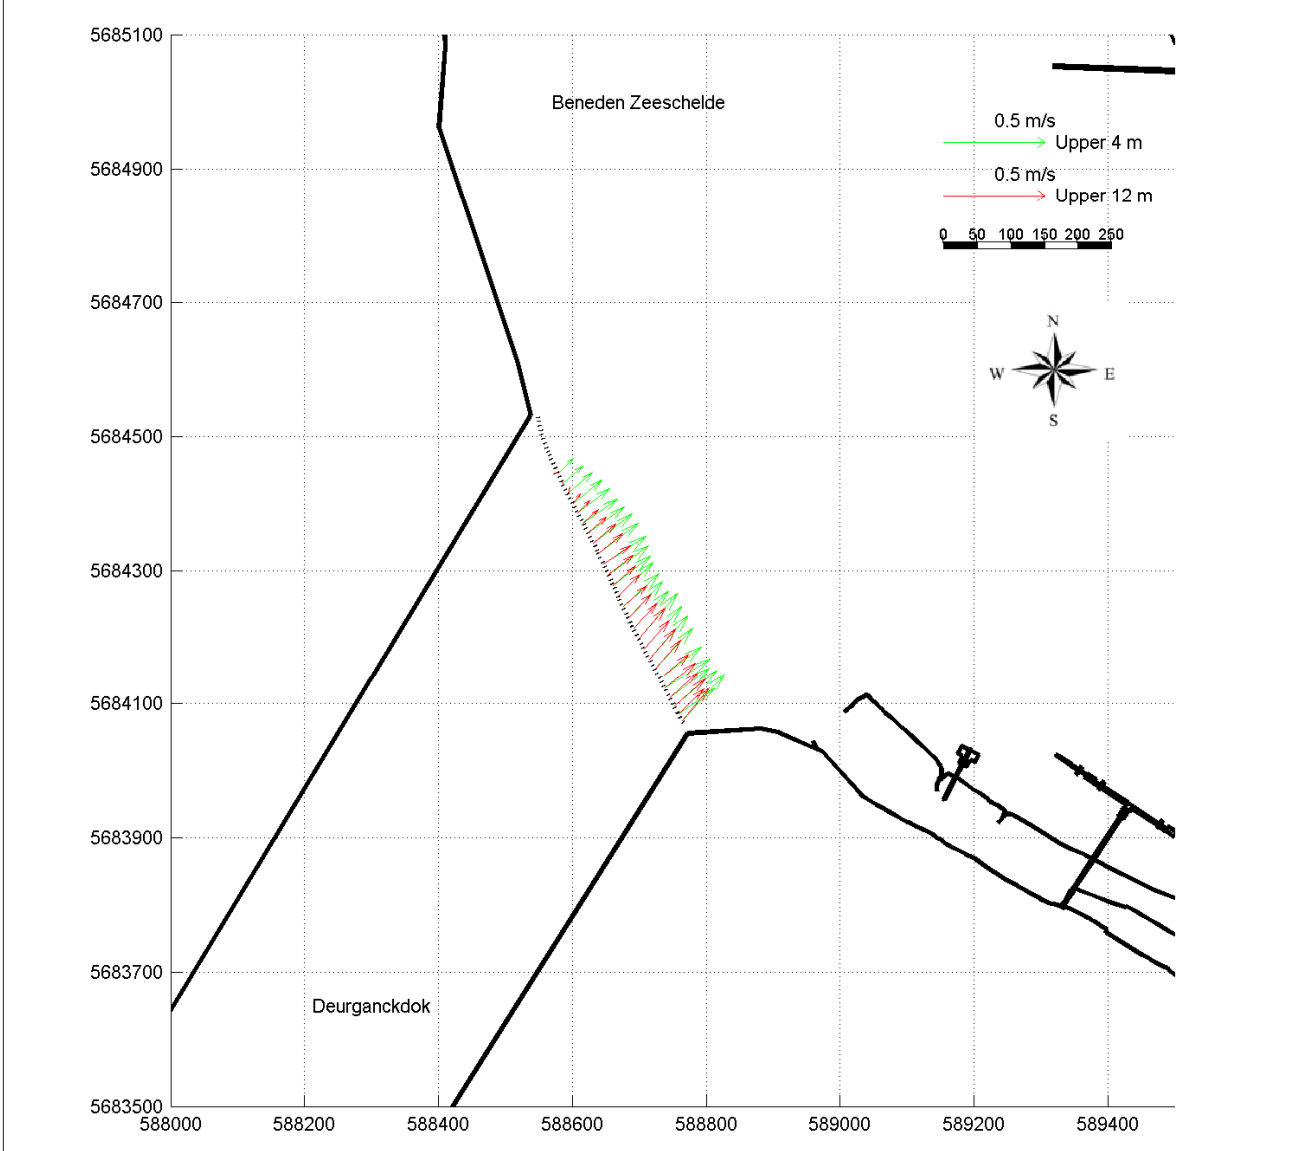 5685100
Beneden Zeeschelde
0.5 m/s
Upper 4 m
5684900
0.5 m/s
Upper 12 m
0 50 100 150 200 250
5684700
N
W E
S
5684500
5684300
5684100
5683900
5683700
Deurganckdok
5683500
588000 588200 588400 588600 588800 589000 589200 589400